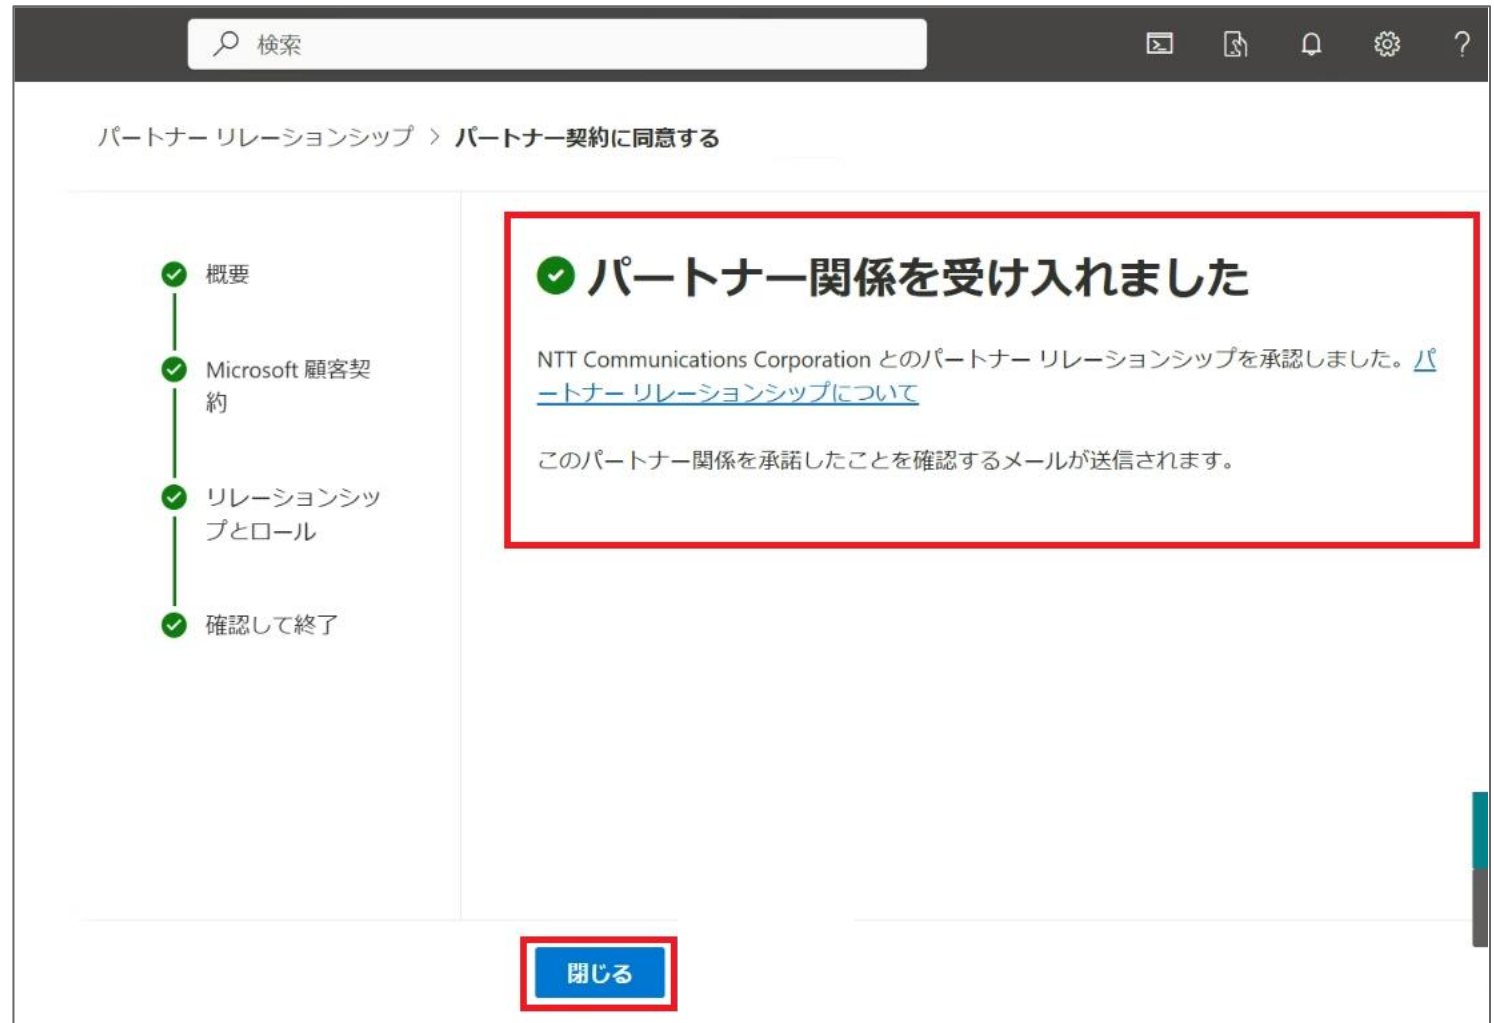 検索
?
パートナー リレーションシップ > パートナー契約に同意する
概要
Microsoft 顧客契
約
リレーションシッ
プとロール
確認して終了
パートナー関係を受け入れました
NTT Communications Corporation とのパートナー リレーションシップを承認しました。パ
ートナー リレーションシップについて
このパートナー関係を承諾したことを確認するメールが送信されます。
閉じる